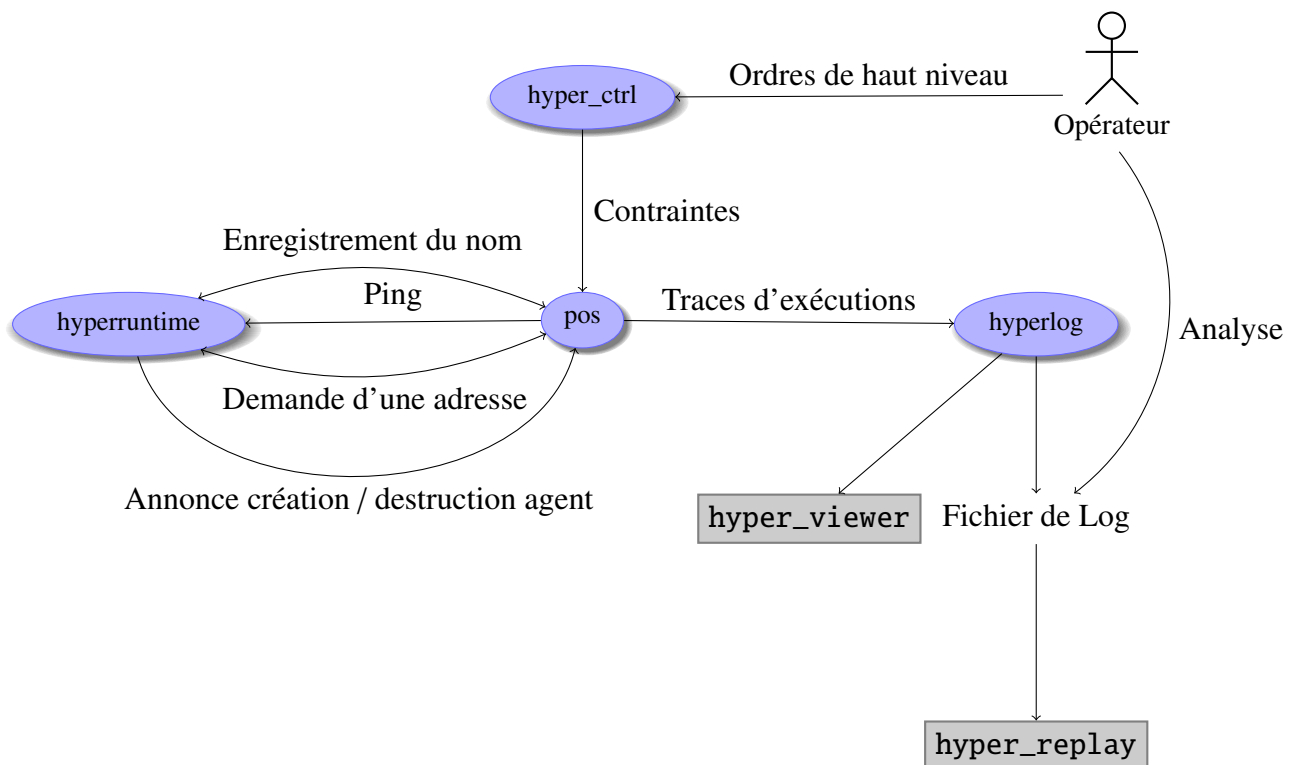 Ordres de haut niveau
hyper_ctrl
Opérateur
Contraintes
Enregistrement du nom
Ping
Traces d'exécutions
hyperruntime
pos
hyperlog
Analyse
Demande d'une adresse
Annonce création / destruction agent
hyper_viewer
Fichier de Log
hyper_replay